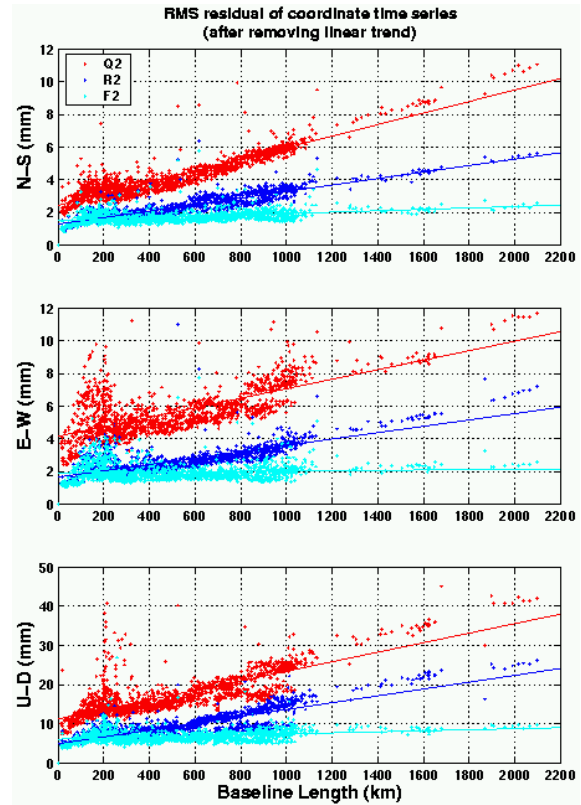 RMS residual of coordinate time series
(after removing linear trend)
12
10
8
6
4
2
0
N–S (mm)
Q2
R2
F2
0 200 400 600 800 1000 1200 1400 1600 1800 2000 2200
12
10
8
6
4
2
0
E–W (mm)
0 200 400 600 800 1000 1200 1400 1600 1800 2000 2200
50
40
30
20
10
0
U–D (mm)
0 200 400 600 800 1000 1200 1400 1600 1800 2000 2200
Baseline Length (km)